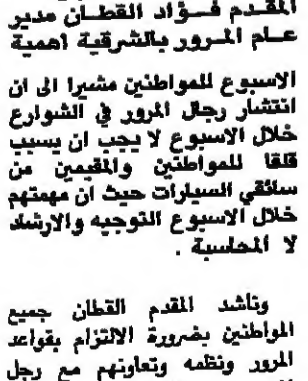 المقدم فـؤاد القطـان مدير
عـام المـرور بالشرقية اهمية
الاسبوع للمواطنين مشيرا الى ان
انتشار رجال المرور في الشوارع
خلال الاسبوع لا يجب ان يسبب
قلقا للمواطنين والمقيمين من
سائقي السيارات حيث ان مهمتهم
خلال الاسبوع التوجيه والارشاد
لا المحاسبة .
وناشد المقدم القطان جميع
المواطنين بضرورة الالتزام بقواعد
المرور ونظمه وتعاونهم مع رجل